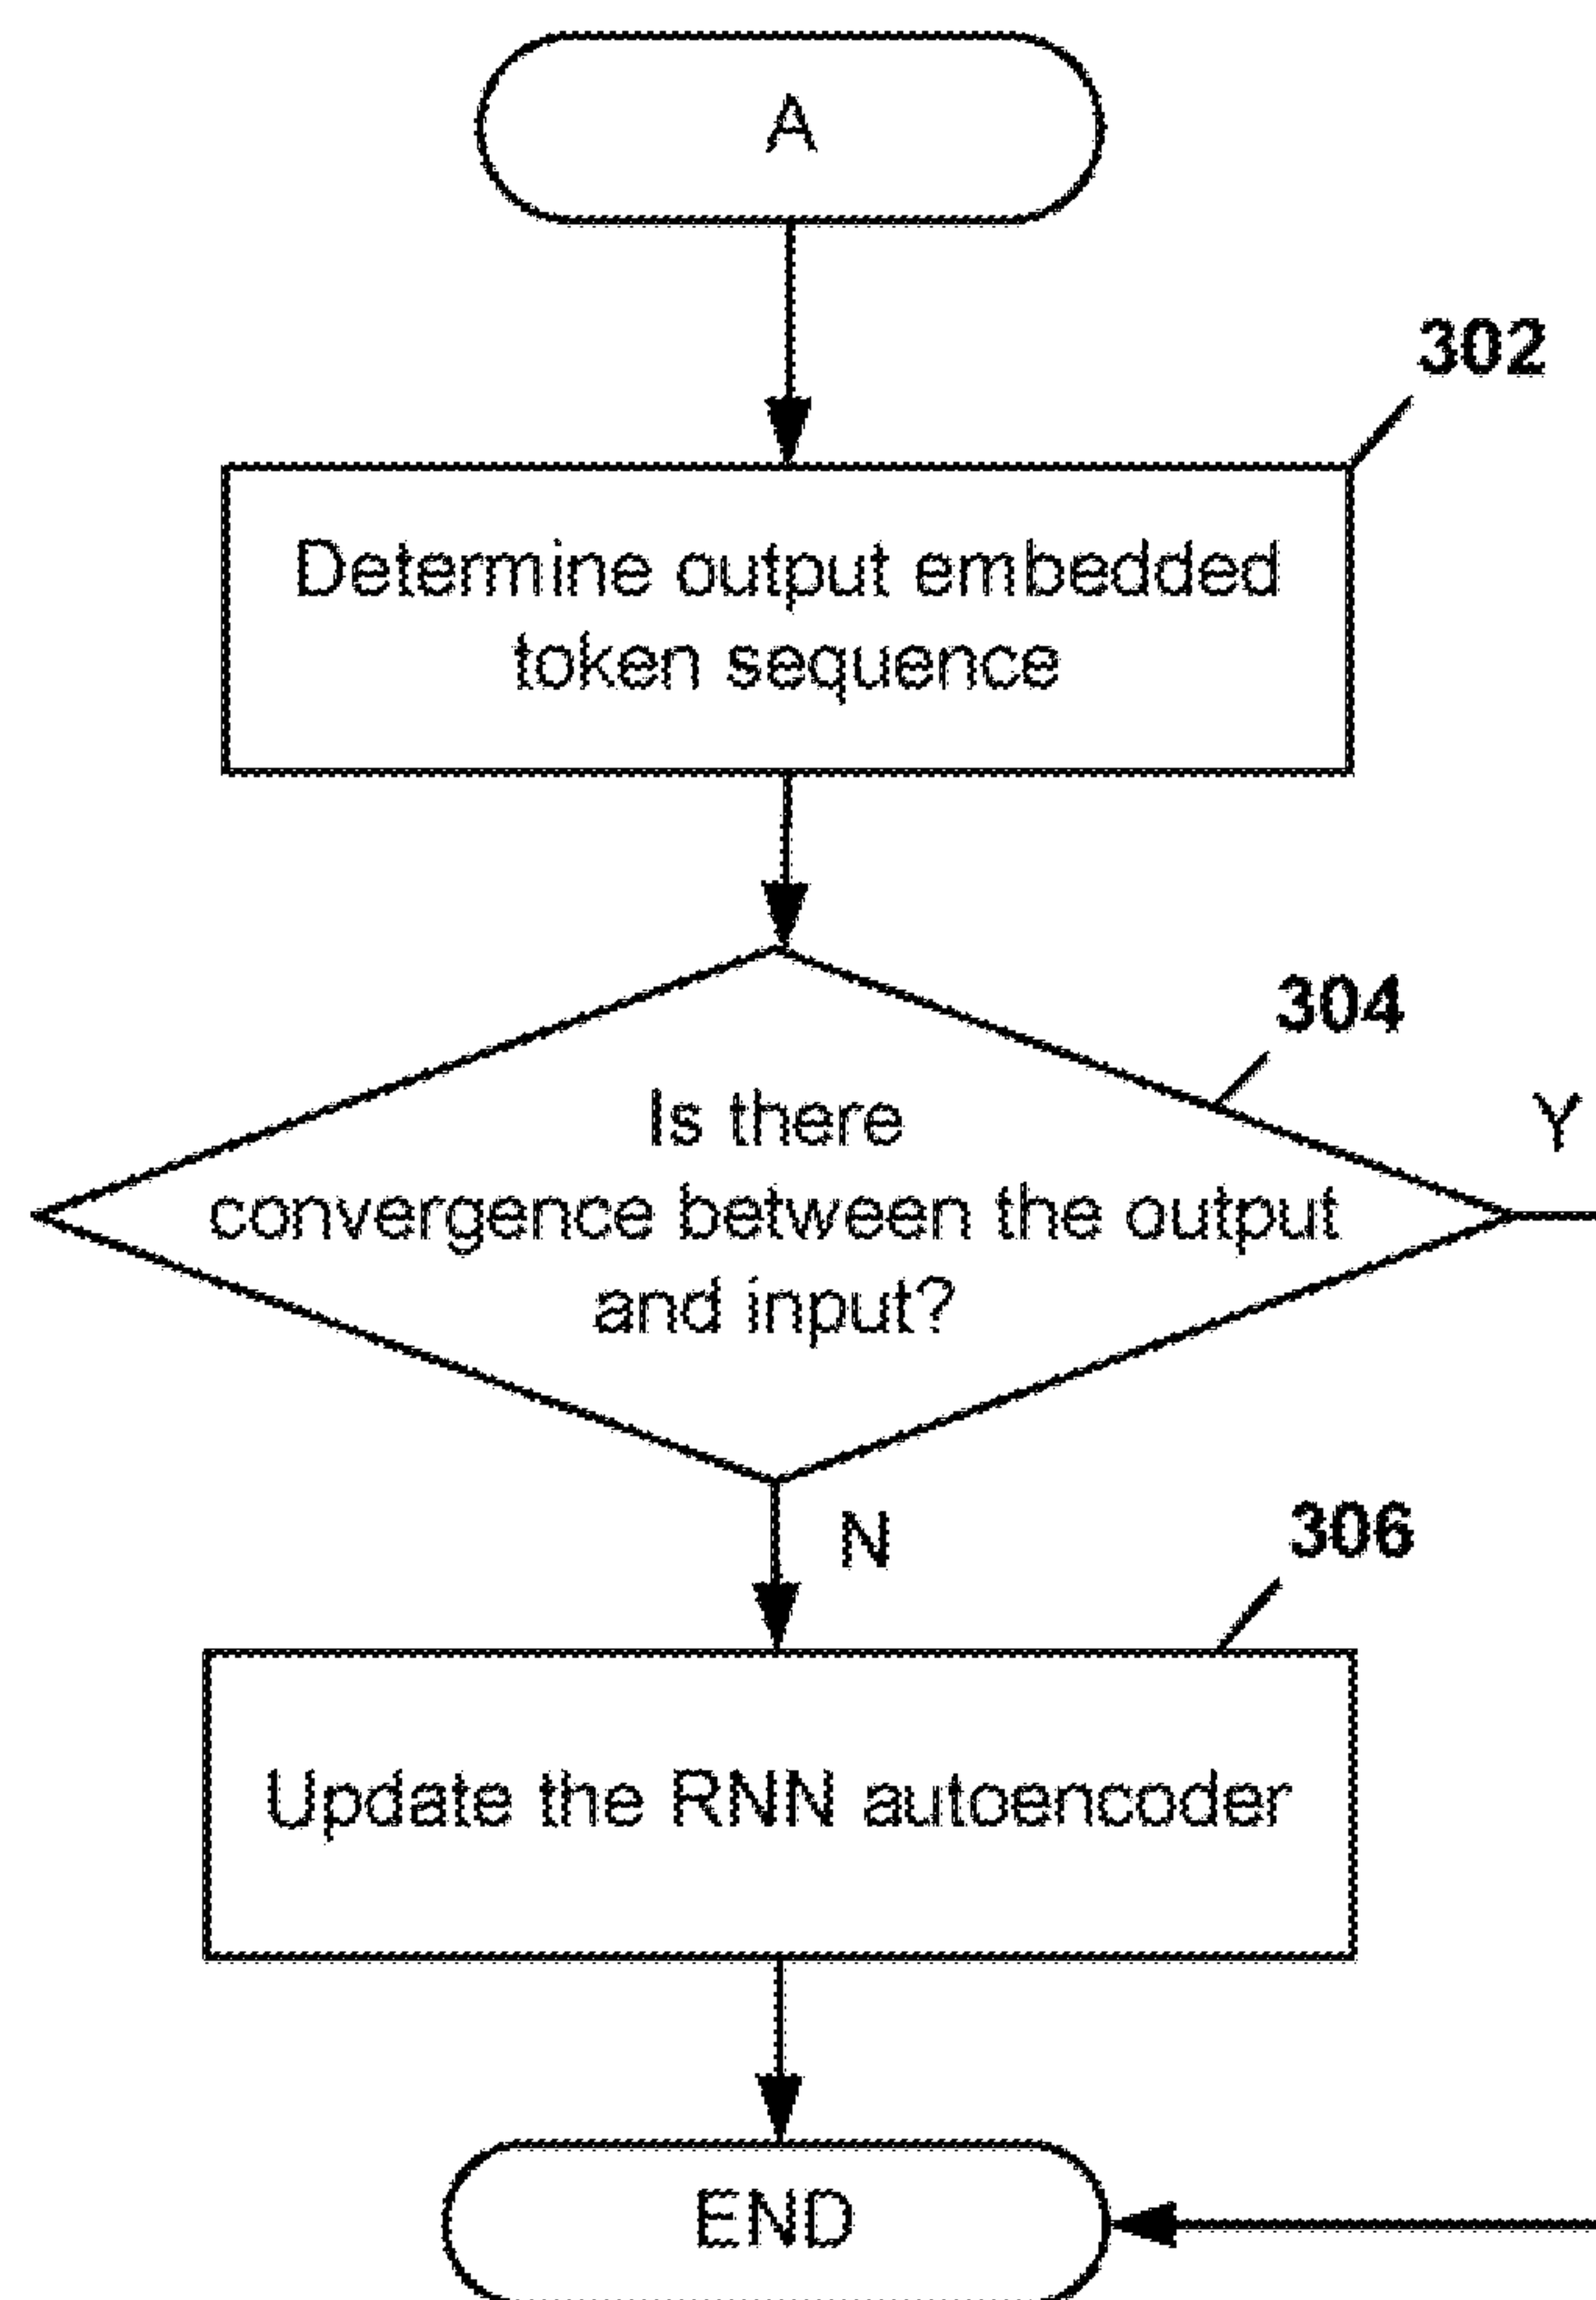 A
302
Determine output embedded
token sequence
304
Y
Is there
convergence between the output
and input?
N
306
Update the RNN autoencoder
END